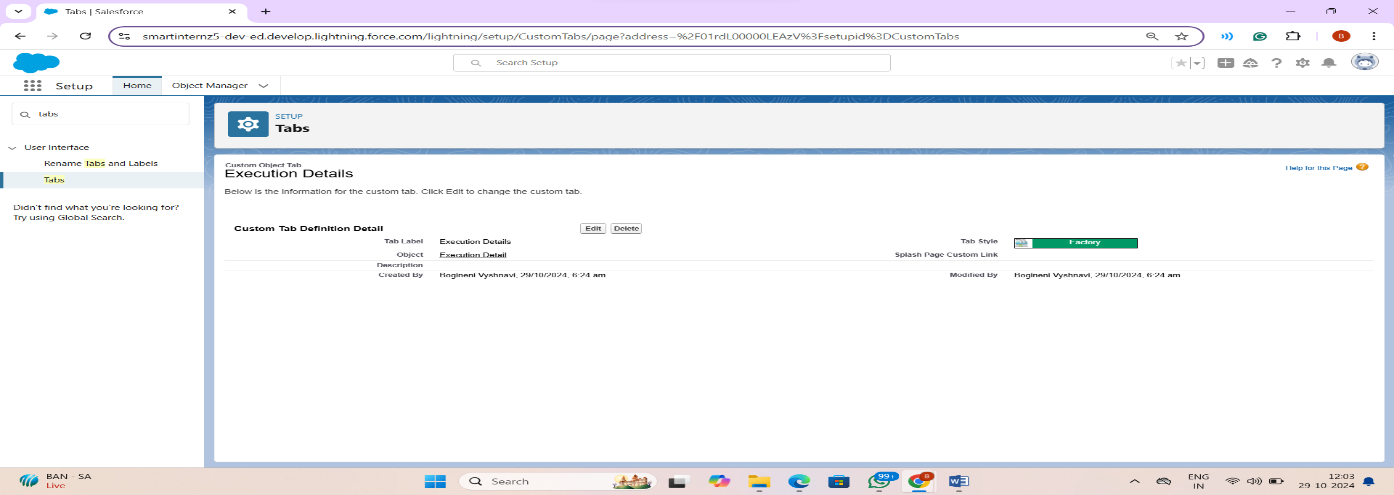 Tabs | Salesforce
smartinternz5-dev-ed.develop.lightning.force.com/lightning/setup/CustomTabs/page?address=%2F01rdL00000LEAzV%3Fsetupid%3DCustomTabs
B
Search Setup
Setup
Home
Object Manager
tabs
User Interface
Rename Tabs and Labels
Tabs
Didn't find what you're looking for?
Try using Global Search.
SETUP
Tabs
Custom Object Tab
Execution Details
Help for this Page
Below is the information for the custom tab. Click Edit to change the custom tab.
Custom Tab Definition Detail
Edit
Delete
Tab Label Execution Details
Tab Style Factory
Object Execution Detail
Splash Page Custom Link
Description
Created By Bogineni Vyshnavi, 29/10/2024, 6:24 am
Modified By Bogineni Vyshnavi, 29/10/2024, 6:24 am
BAN - SA
Live
Search
99+
B
W
ENG
IN
12:03
29-10-2024